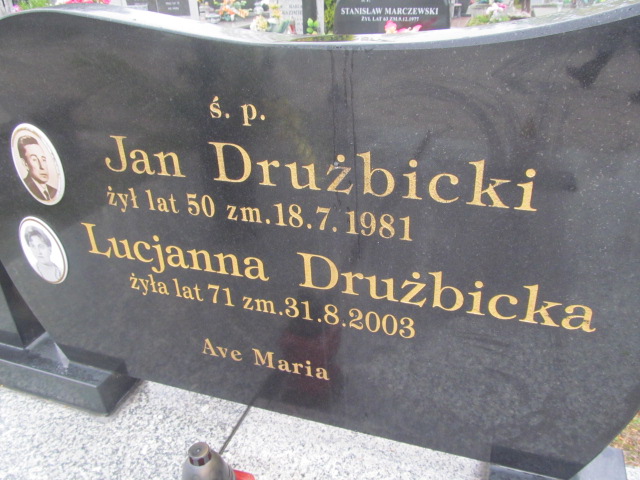 STANISŁAW MARCZEWSKI
ś. p.
Jan Drużbicki
żył lat 50 zm.18.7.1981
Lucjanna Drużbicka
żyła lat 71 zm.31.8.2003
Ave Maria